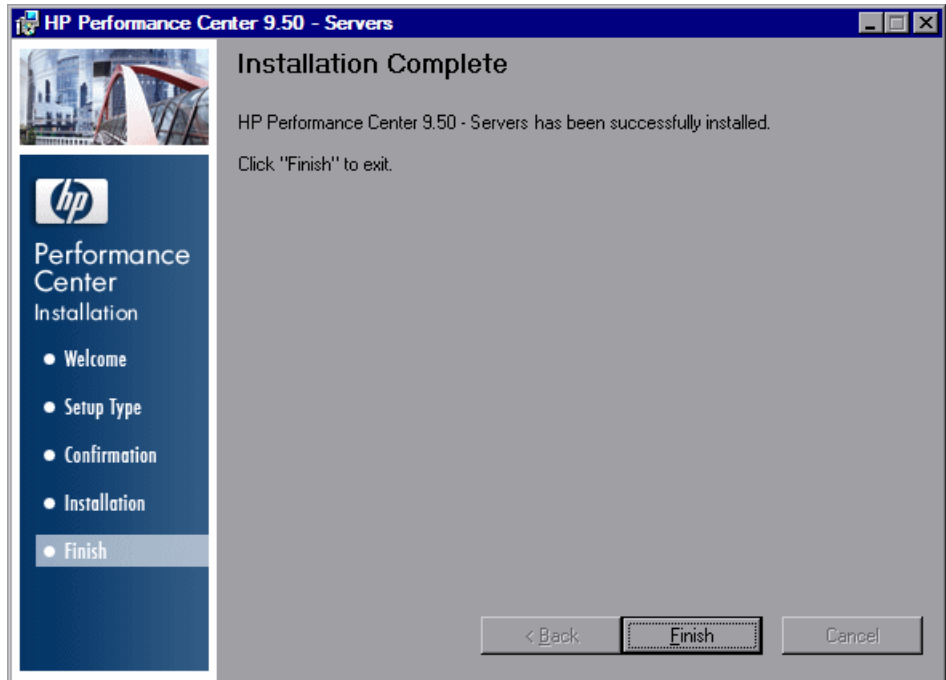 HP Performance Center 9.50 - Servers
Installation Complete
HP Performance Center 9.50 - Servers has been successfully installed.
Click "Finish" to exit.
hp
Performance
Center
Installation
Welcome
Setup Type
Confirmation
Installation
Finish
< Back
Finish
Cancel